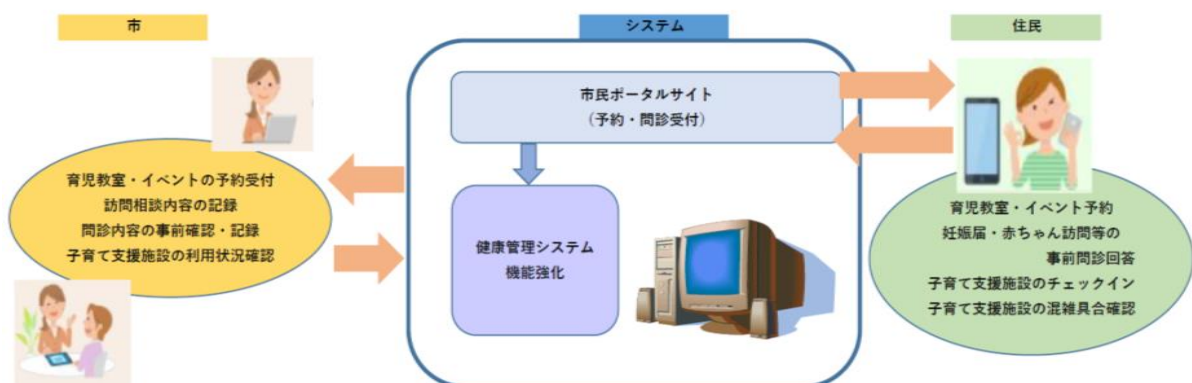 市
システム
住民
市民ポータルサイト
（予約・問診受付）
育児教室・イベントの予約受付
訪問相談内容の記録
問診内容の事前確認・記録
子育て支援施設の利用状況確認
健康管理システム
機能強化
育児教室・イベント予約
妊娠届・赤ちゃん訪問等の
事前問診回答
子育て支援施設のチェックイン
子育て支援施設の混雑具合確認